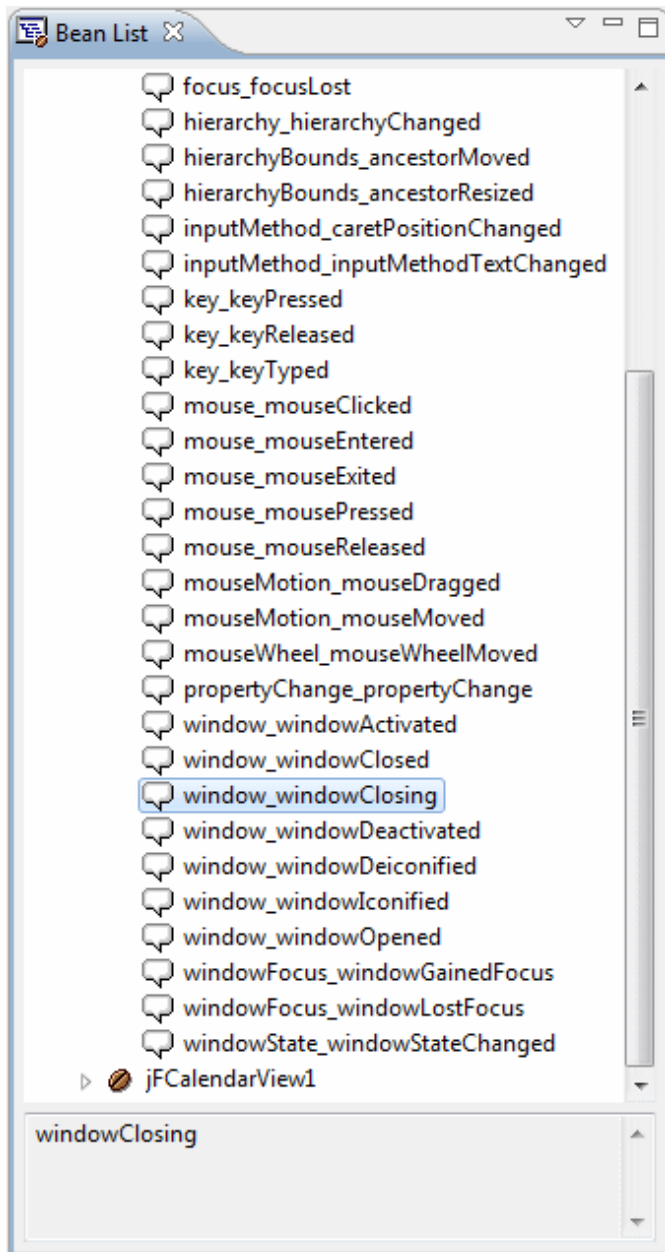 Bean List
focus_focusLost
hierarchy_hierarchyChanged
hierarchyBounds_ancestorMoved
hierarchyBounds_ancestorResized
inputMethod_caretPositionChanged
inputMethod_inputMethodTextChanged
key_keyPressed
key_keyReleased
key_keyTyped
mouse_mouseClicked
mouse_mouseEntered
mouse_mouseExited
mouse_mousePressed
mouse_mouseReleased
mouseMotion_mouseDragged
mouseMotion_mouseMoved
mouseWheel_mouseWheelMoved
propertyChange_propertyChange
window_windowActivated
window_windowClosed
window_windowClosing
window_windowDeactivated
window_windowDeiconified
window_windowIconified
window_windowOpened
windowFocus_windowGainedFocus
windowFocus_windowLostFocus
windowState_windowStateChanged
jFCalendarView1
windowClosing